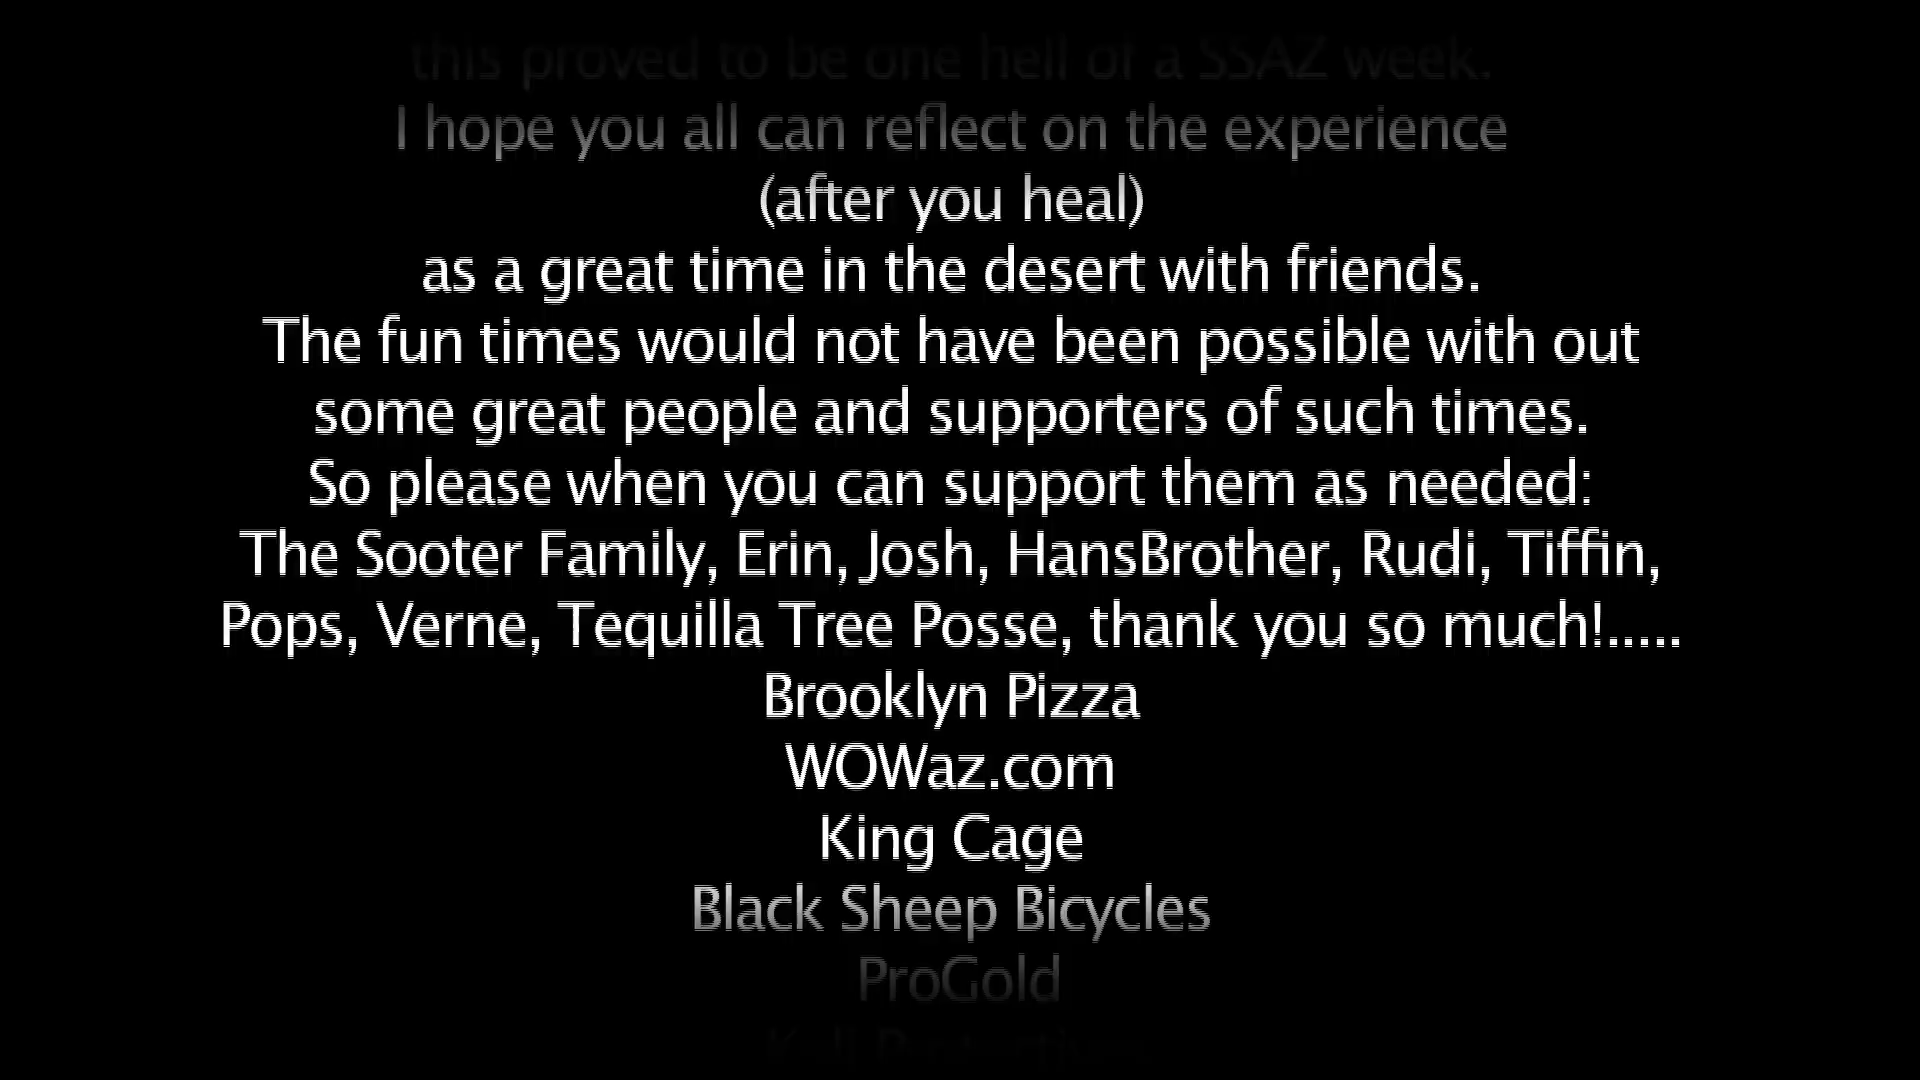 this proved to be one hell of a SSAZ week.
I hope you all can reflect on the experience
(after you heal)
as a great time in the desert with friends.
The fun times would not have been possible with out
some great people and supporters of such times.
So please when you can support them as needed:
The Sooter Family, Erin, Josh, HansBrother, Rudi, Tiffin,
Pops, Verne, Tequilla Tree Posse, thank you so much!.....
Brooklyn Pizza
WOWaz.com
King Cage
Black Sheep Bicycles
ProGold